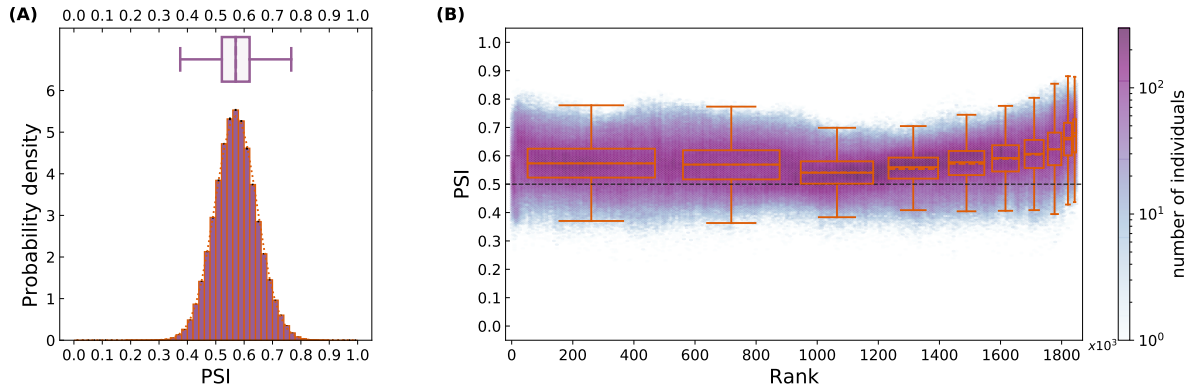 (A)
0.0 0.1 0.2 0.3 0.4 0.5 0.6 0.7 0.8 0.9 1.0
6
5
4
3
2
1
0
Probability density
0.0 0.1 0.2 0.3 0.4 0.5 0.6 0.7 0.8 0.9 1.0
PSI
(B)
1.0
0.9
0.8
0.7
0.6
0.5
0.4
0.3
0.2
0.1
0.0
PSI
0 200 400 600 800 1000 1200 1400 1600 1800
x10³
Rank
10²
10¹
10⁰
number of individuals